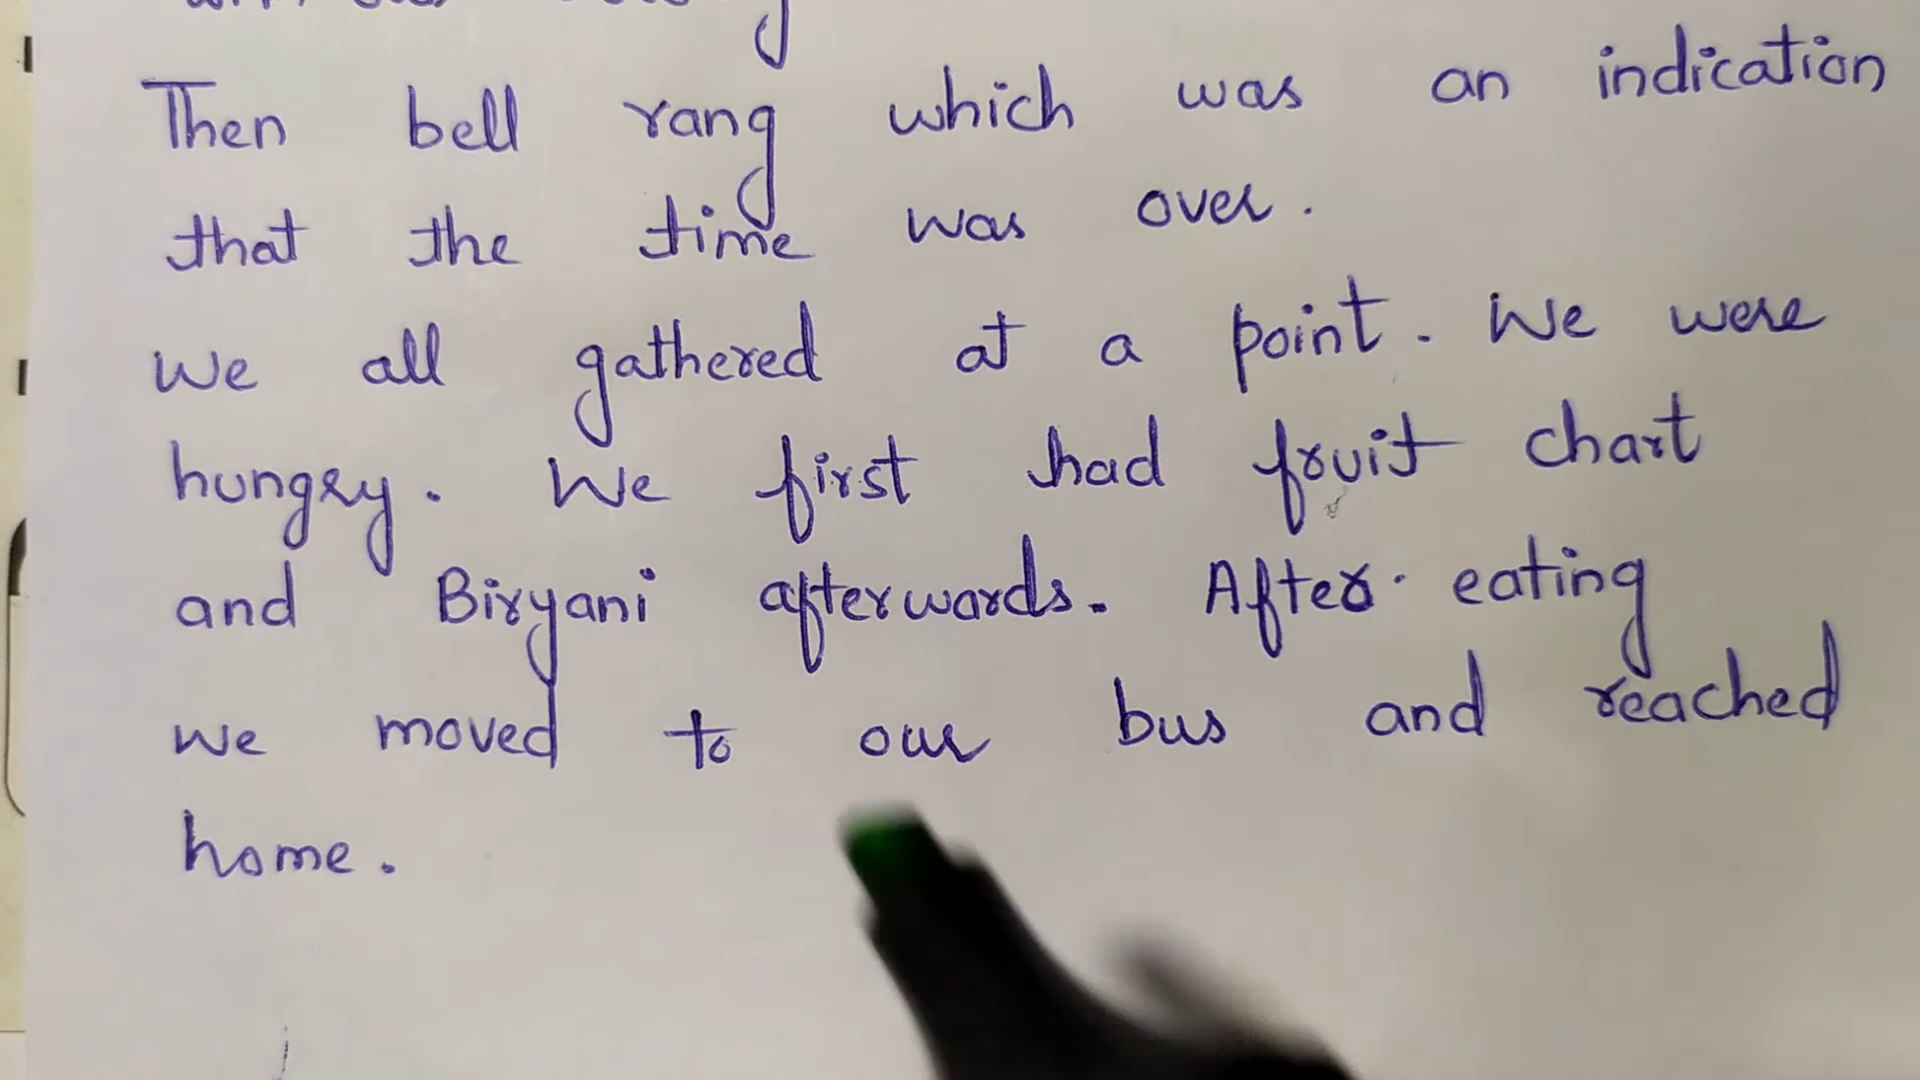 Then bell rang which was an indication
that the time was over.
we all gathered at a point. We were
hungry. We first had fruit chart
and Biryani afterwords. After eating
we moved to our bus and reached
home.